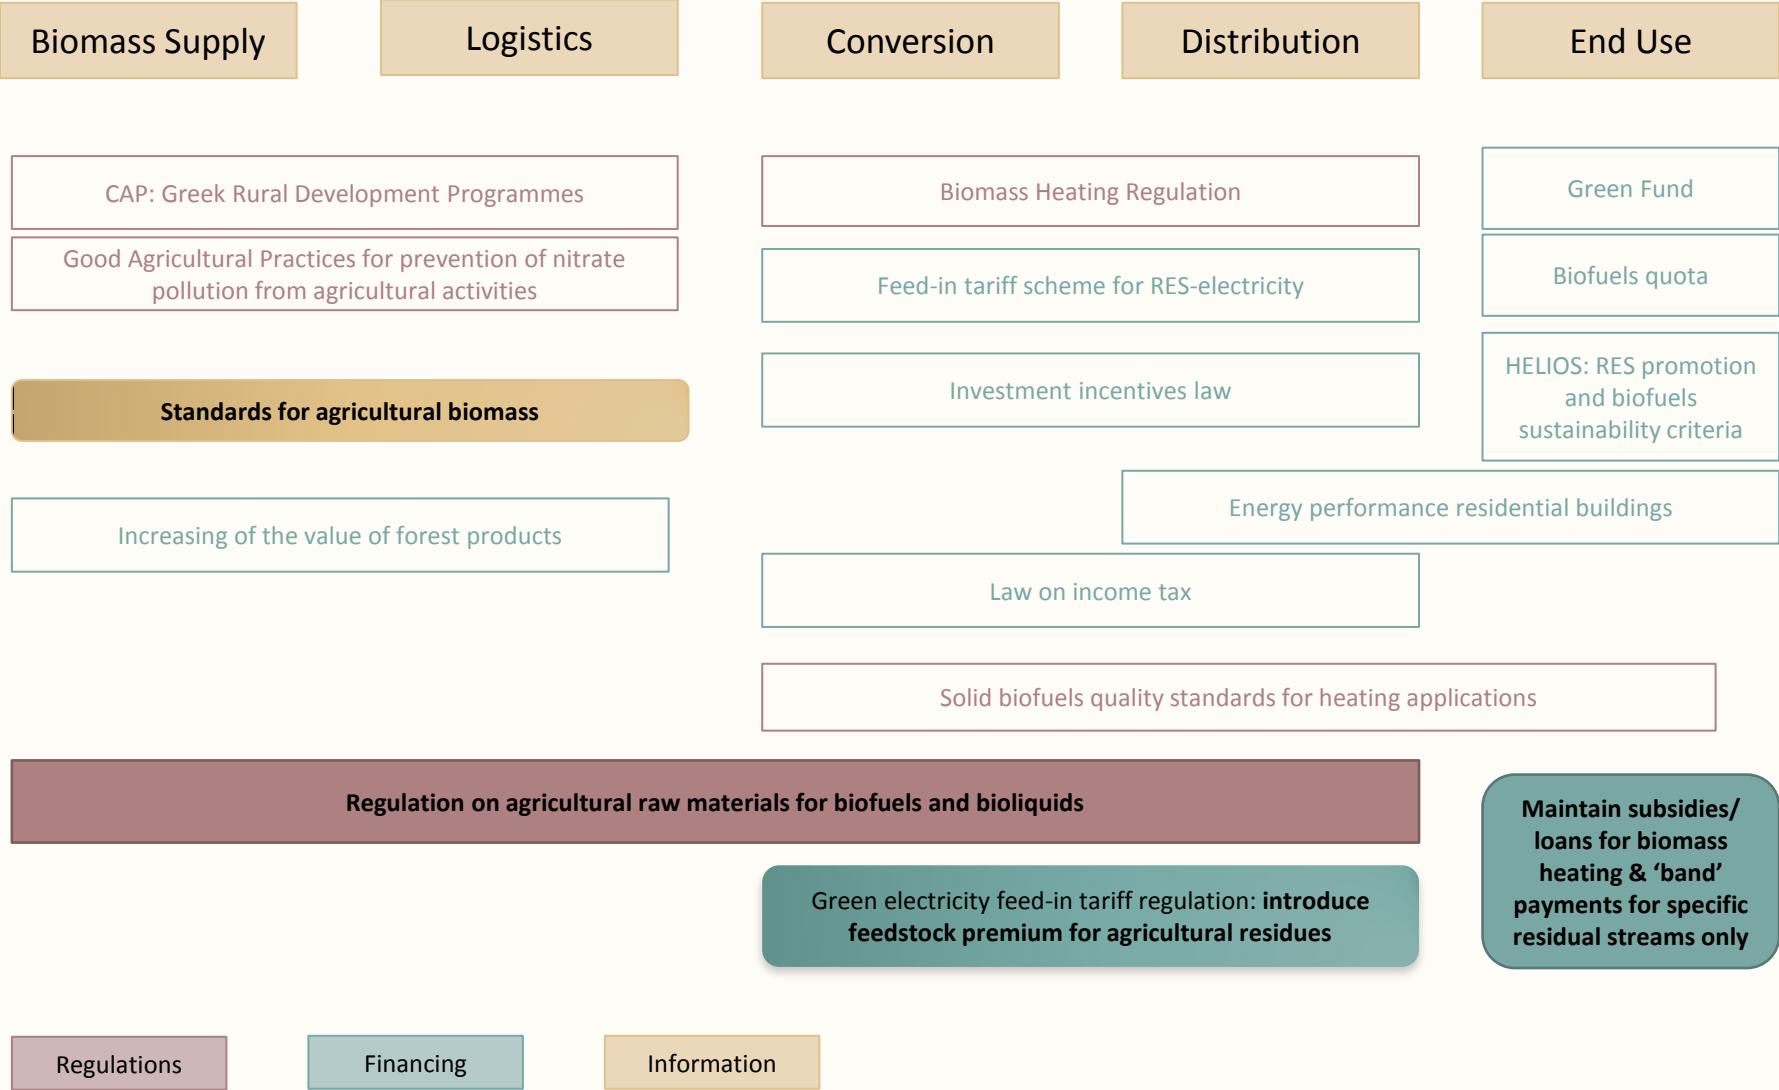 Biomass Supply
Logistics
Conversion
Distribution
End Use
CAP: Greek Rural Development Programmes
Biomass Heating Regulation
Green Fund
Good Agricultural Practices for prevention of nitrate
pollution from agricultural activities
Feed-in tariff scheme for RES-electricity
Biofuels quota
Standards for agricultural biomass
Investment incentives law
HELIOS: RES promotion
and biofuels
sustainability criteria
Increasing of the value of forest products
Energy performance residential buildings
Law on income tax
Solid biofuels quality standards for heating applications
Regulation on agricultural raw materials for biofuels and bioliquids
Maintain subsidies/
loans for biomass
heating & ‘band’
payments for specific
residual streams only
Green electricity feed-in tariff regulation: introduce
feedstock premium for agricultural residues
Regulations
Financing
Information